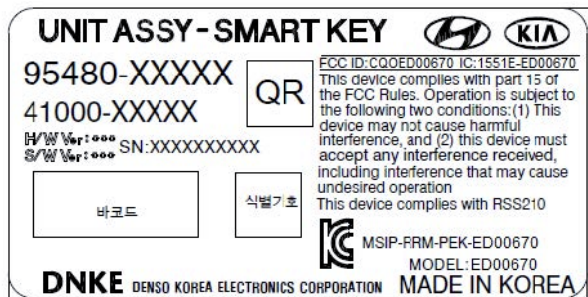 UNIT ASSY-SMART KEY
KIA
95480-XXXXX
41000-XXXXX
QR
H/W Ver:●●●
S/W Ver:●●●
SN:XXXXXXXXXX
바코드
식별기호
FCC ID:CQOED00670 IC:1551E-ED00670
This device complies with part 15 of
the FCC Rules. Operation is subject to
the following two conditions:(1) This
device may not cause harmful
interference, and (2) this device must
accept any interference received,
including interference that may cause
undesired operation
This device complies with RSS210
MSIP-RRM-PEK-ED00670
MODEL:ED00670
DNKE DENSO KOREA ELECTRONICS CORPORATION MADE IN KOREA